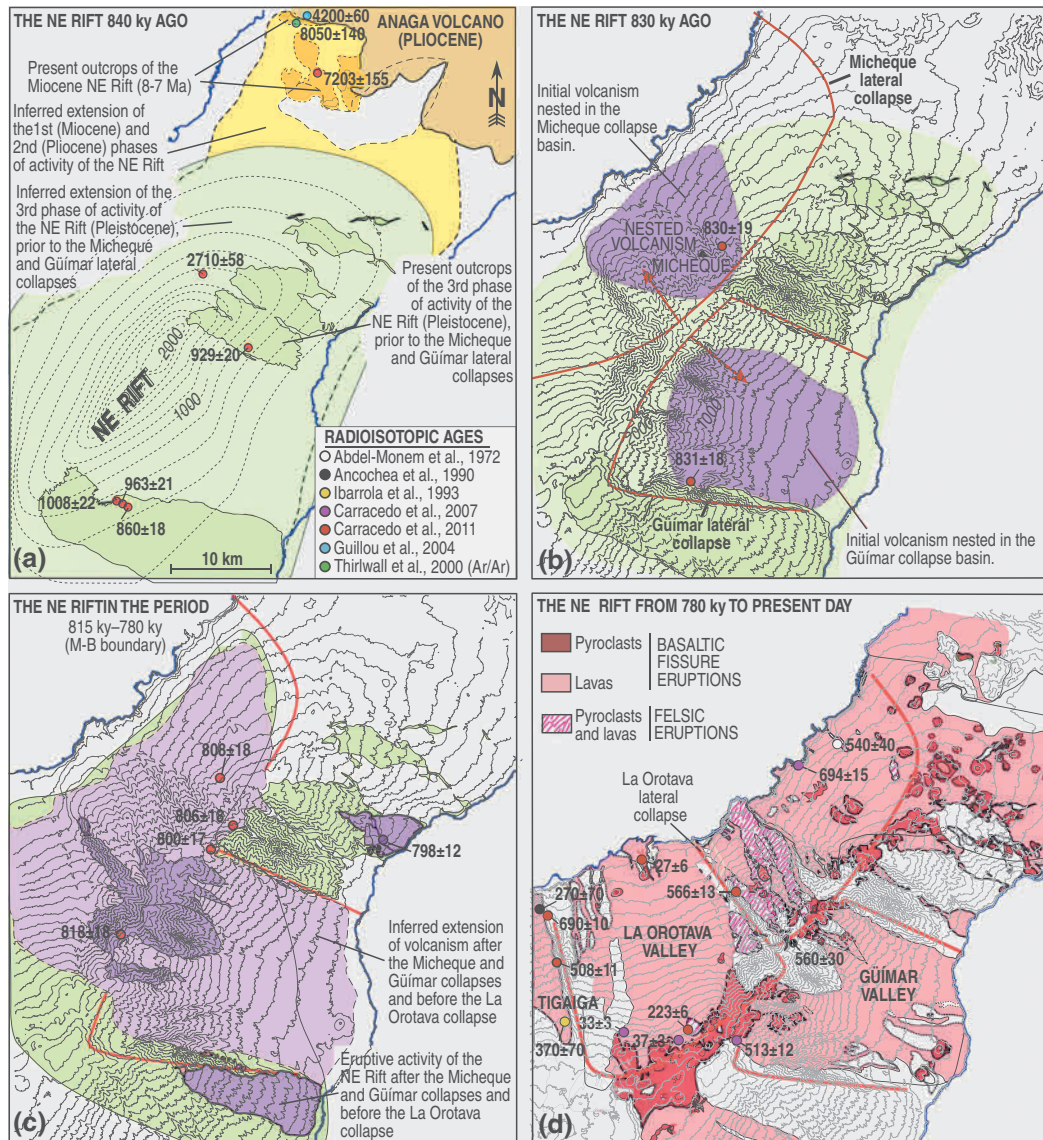 THE NE RIFT 840 ky AGO
4200±60
8050±140
ANAGA VOLCANO
(PLIOCENE)
Present outcrops of the
Miocene NE Rift (8-7 Ma)
7203±155
N
Inferred extension of
the1st (Miocene) and
2nd (Pliocene) phases
of activity of the NE Rift
Inferred extension of the
3rd phase of activity of
the NE Rift (Pleistocene),
prior to the Micheque
and Güímar lateral
collapses
2710±58
Present outcrops
of the 3rd phase
of activity of the
NE Rift (Pleistocene),
prior to the Micheque
and Güímar lateral
collapses
2000
929±20
NE RIFT
1000
963±21
1008±22
860±18
RADIOISOTOPIC AGES
Abdel-Monem et al., 1972
Ancochea et al., 1990
Ibarrola et al., 1993
Carracedo et al., 2007
Carracedo et al., 2011
Guillou et al., 2004
Thirlwall et al., 2000 (Ar/Ar)
(a)
10 km
THE NE RIFT 830 ky AGO
Micheque
lateral
collapse
Initial volcanism
nested in the
Micheque collapse
basin.
NESTED
VOLCANISM
830±19
MICHEQUE
1000
831±18
Güímar lateral
collapse
Initial volcanism nested in the
Güímar collapse basin.
(b)
THE NE RIFTIN THE PERIOD
815 ky–780 ky
(M-B boundary)
808±18
806±18
800±17
798±12
818±18
Inferred extension
of volcanism after
the Micheque and
Güímar collapses
and before the La
Orotava collapse
Eruptive activity of the
NE Rift after the Micheque
and Güímar collapses and
before the La Orotava
collapse
(c)
THE NE RIFT FROM 780 ky TO PRESENT DAY
Pyroclasts
Lavas
BASALTIC
FISSURE
ERUPTIONS
Pyroclasts
and lavas
FELSIC
ERUPTIONS
540±40
694±15
La Orotava
lateral
collapse
27±6
270±70
566±13
690±10
LA OROTAVA
VALLEY
560±30
508±11
GÜÍMAR
VALLEY
TIGAIGA
33±3
223±6
370±70
37±3
513±12
(d)